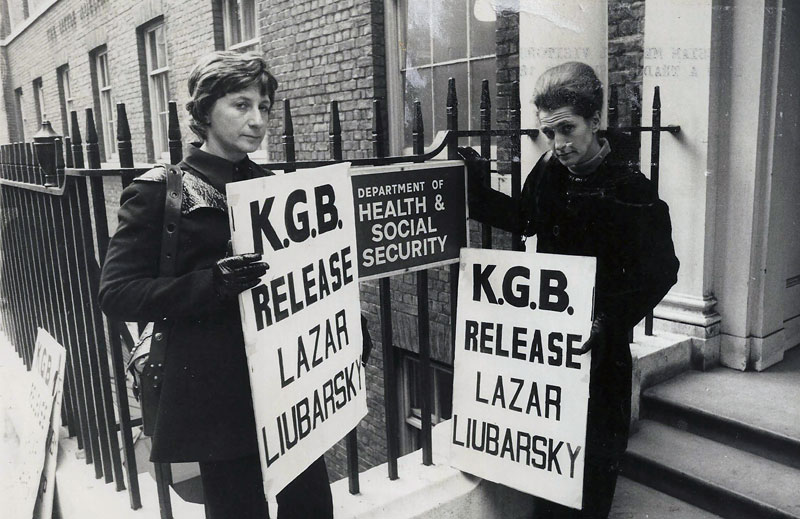 K.G.B.
RELEASE
LAZAR
LIUBARSKY
DEPARTMENT OF
HEALTH &
SOCIAL
SECURITY
K.G.B.
RELEASE
LAZAR
LIUBARSKY